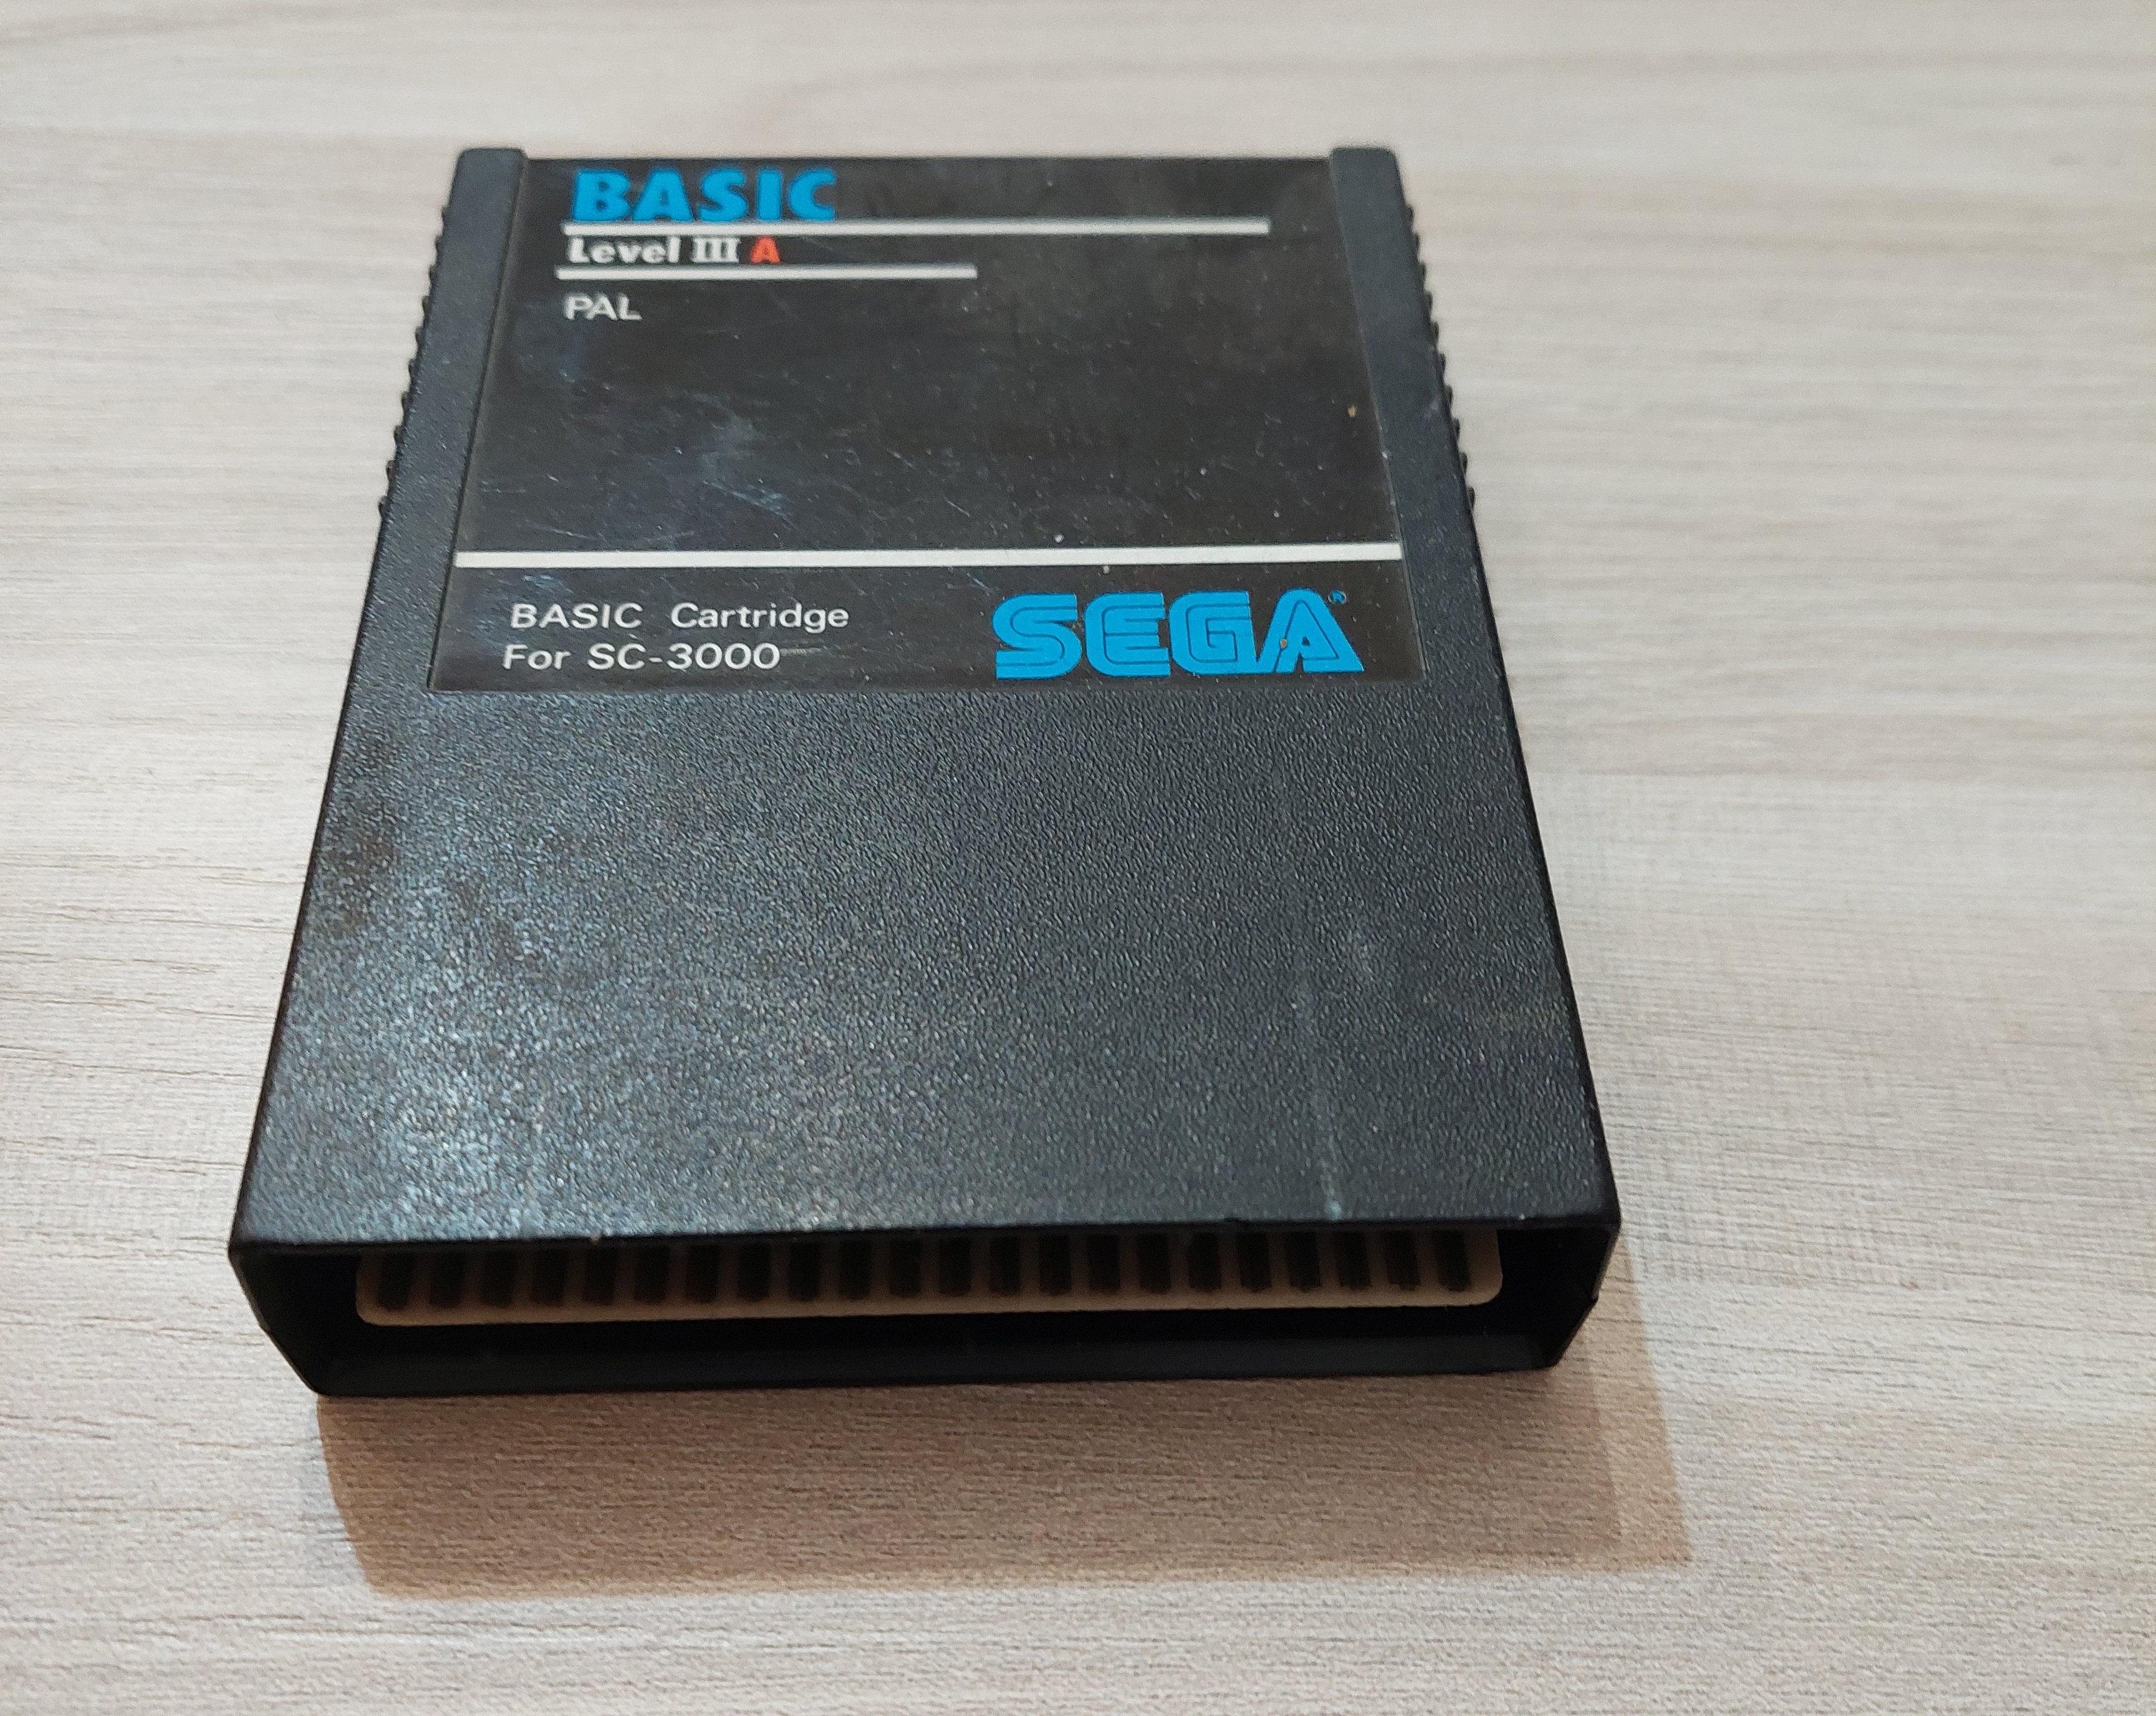 BASIC
Level III A
PAL
BASIC Cartridge
For SC-3000
SEGA®